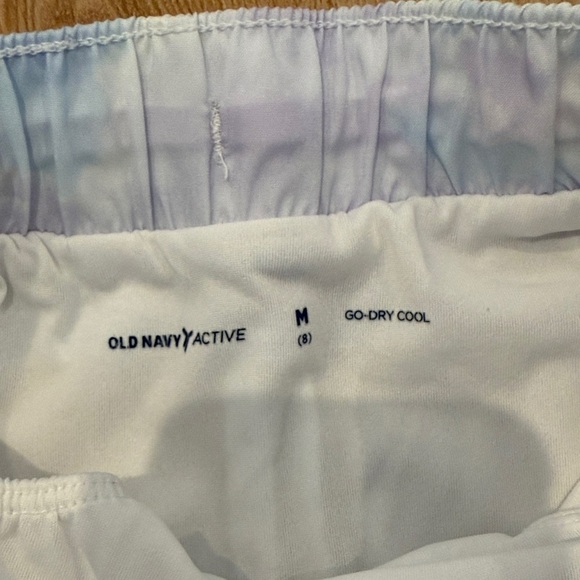 OLD NAVY ACTIVE
M
(8)
GO-DRY COOL